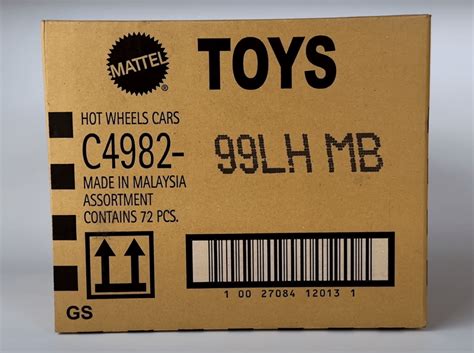 MATTEL
TOYS
HOT WHEELS CARS
C4982- 99LH MB
MADE IN MALAYSIA
ASSORTMENT
CONTAINS 72 PCS.
1 00 27084 12013 1
GS